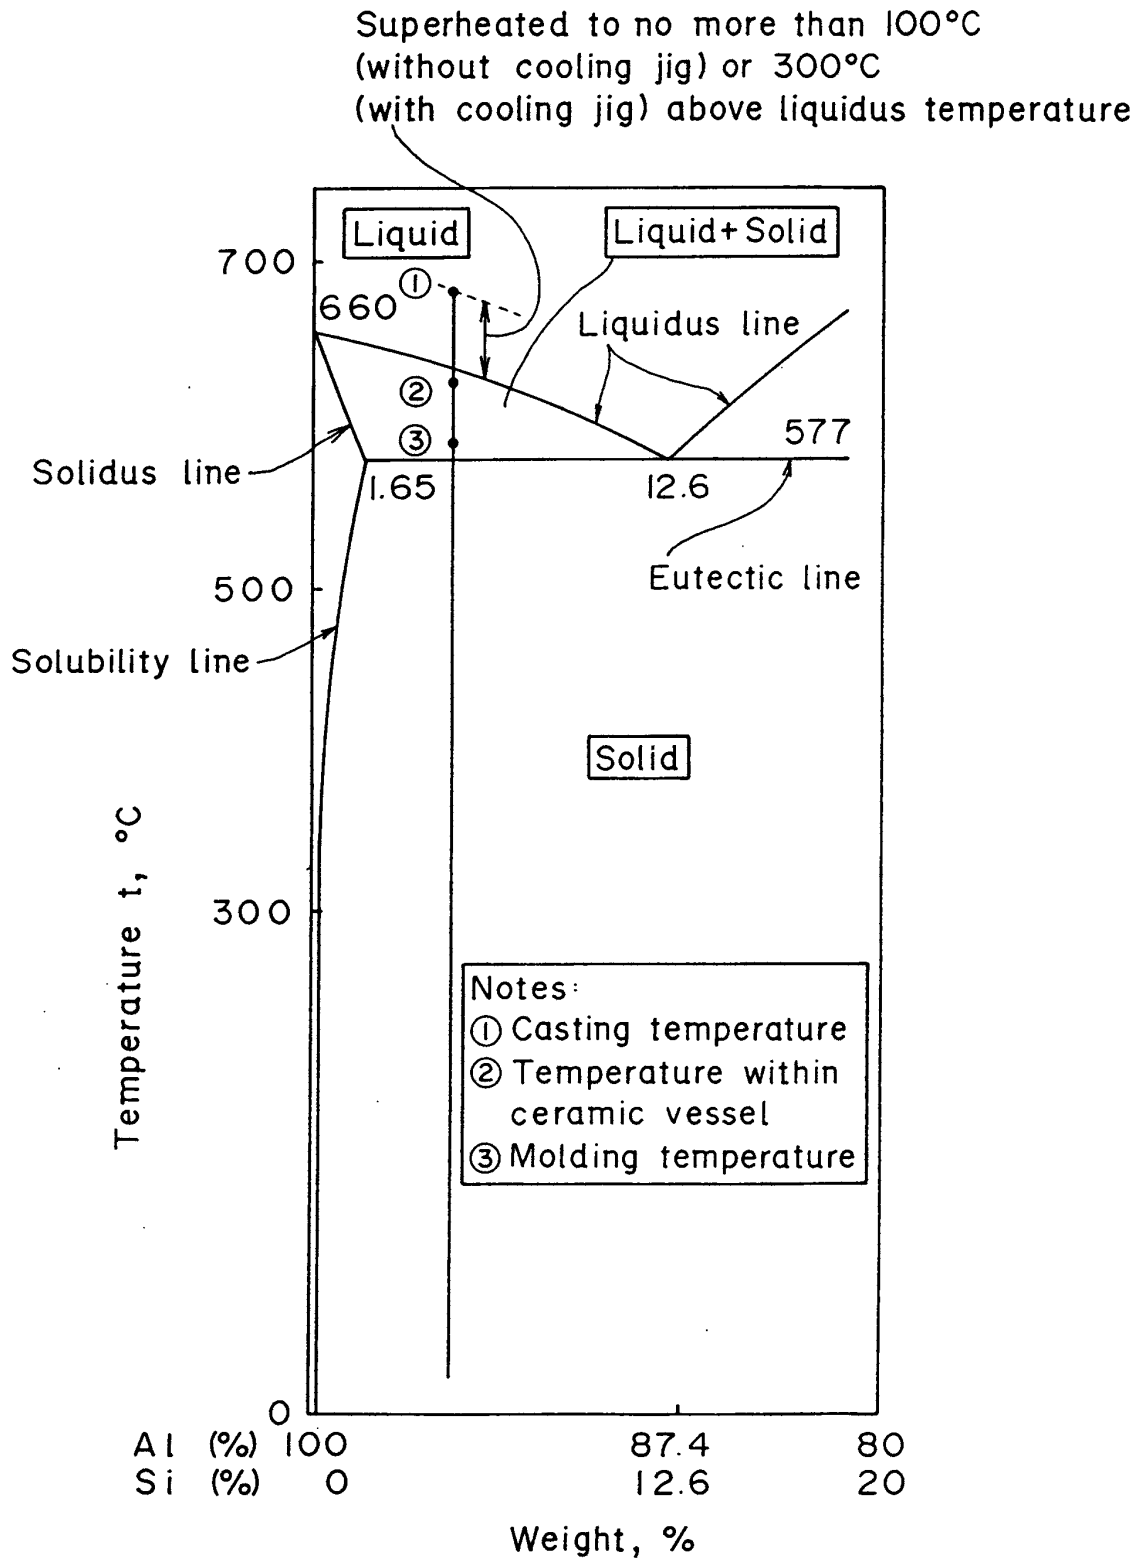 Superheated to no more than 100°C
(without cooling jig) or 300°C
(with cooling jig) above liquidus temperature
Liquid
Liquid+Solid
700
①
660
Liquidus line
②
③
577
Solidus line
1.65
12.6
500
Eutectic line
Solubility line
Solid
300
Temperature t, °C
Notes:
① Casting temperature
② Temperature within
ceramic vessel
③ Molding temperature
0
Al (%) 100 87.4 80
Si (%) 0 12.6 20
Weight, %